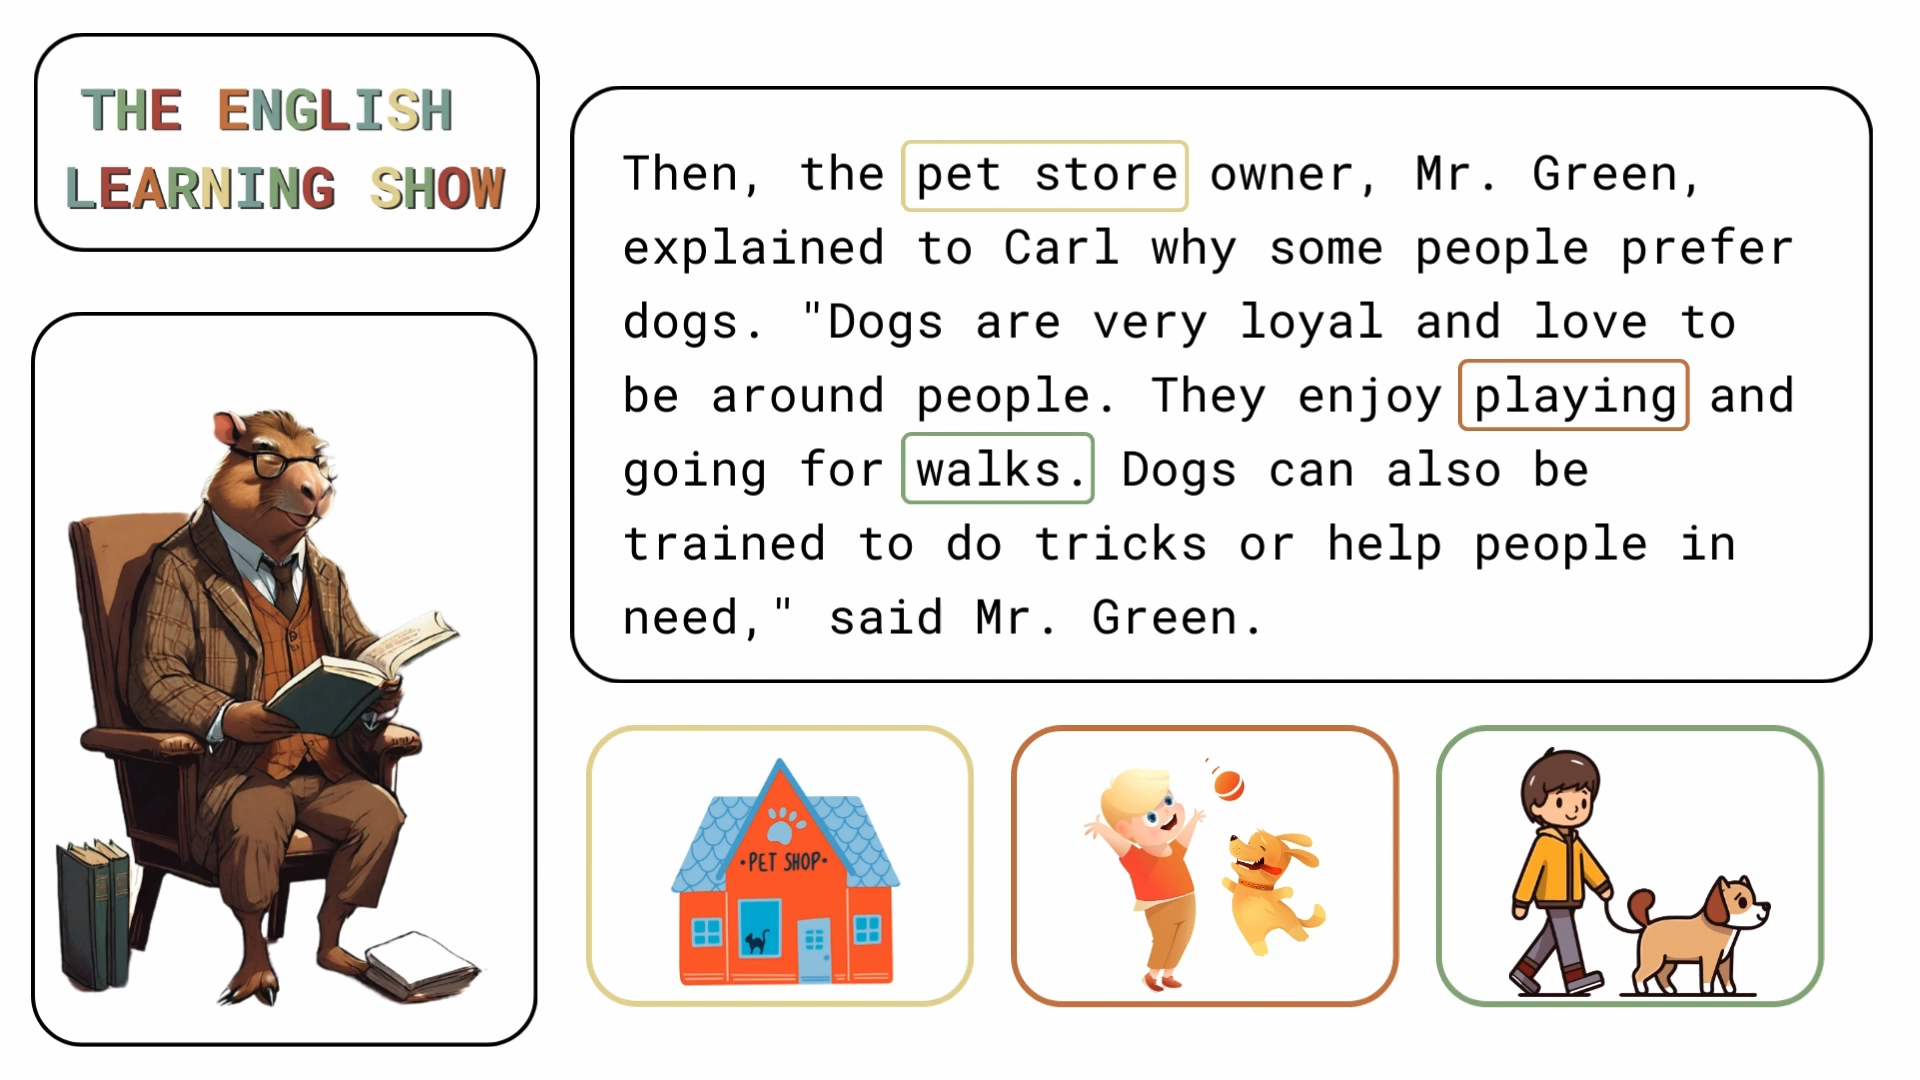 THE ENGLISH
LEARNING SHOW
Then, the pet store owner, Mr. Green,
explained to Carl why some people prefer
dogs. "Dogs are very loyal and love to
be around people. They enjoy playing and
going for walks. Dogs can also be
trained to do tricks or help people in
need," said Mr. Green.
•PET SHOP•